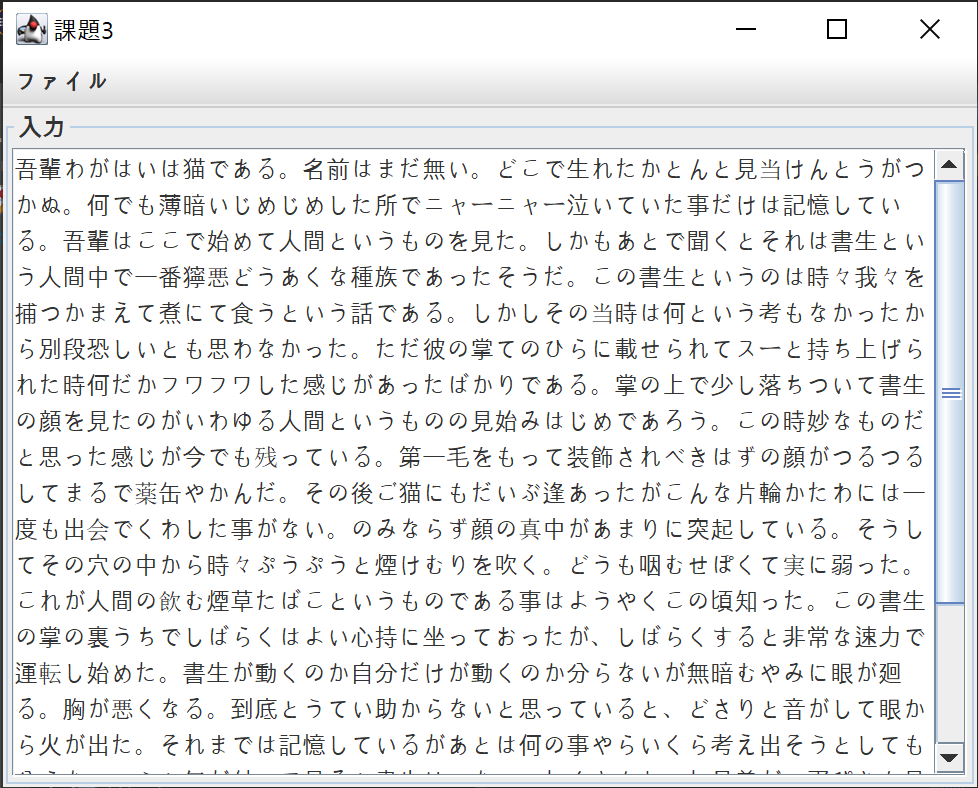 課題3
ファイル
入力
吾輩わがはいは猫である。名前はまだ無い。どこで生れたかとんと見当けんとうがつ
かぬ。何でも薄暗いじめじめした所でニャーニャー泣いていた事だけは記憶してい
る。吾輩はここで始めて人間というものを見た。しかもあとで聞くとそれは書生とい
う人間中で一番獰悪どうあくな種族であったそうだ。この書生というのは時々我々を
捕つかまえて煮にて食うという話である。しかしその当時は何という考もなかったか
ら別段恐しいとも思わなかった。ただ彼の掌てのひらに載せられてスーと持ち上げら
れた時何だかフワフワした感じがあったばかりである。掌の上で少し落ちついて書生
の顔を見たのがいわゆる人間というものの見始みはじめであろう。この時妙なものだ
と思った感じが今でも残っている。第一毛をもって装飾されべきはずの顔がつるつる
してまるで薬缶やかんだ。その後ご猫にもだいぶ逢あったがこんな片輪かたわには一
度も出会でくわした事がない。のみならず顔の真中があまりに突起している。そうし
てその穴の中から時々ぷうぷうと煙けむりを吹く。どうも咽むせぽくて実に弱った。
これが人間の飲む煙草たばこというものである事はようやくこの頃知った。この書生
の掌の裏うちでしばらくはよい心持に坐っておったが、しばらくすると非常な速力で
運転し始めた。書生が動くのか自分だけが動くのか分らないが無暗むやみに眼が廻
る。胸が悪くなる。到底とうてい助からないと思っていると、どさりと音がして眼か
ら火が出た。それまでは記憶しているがあとは何の事やらいくら考え出そうとしても